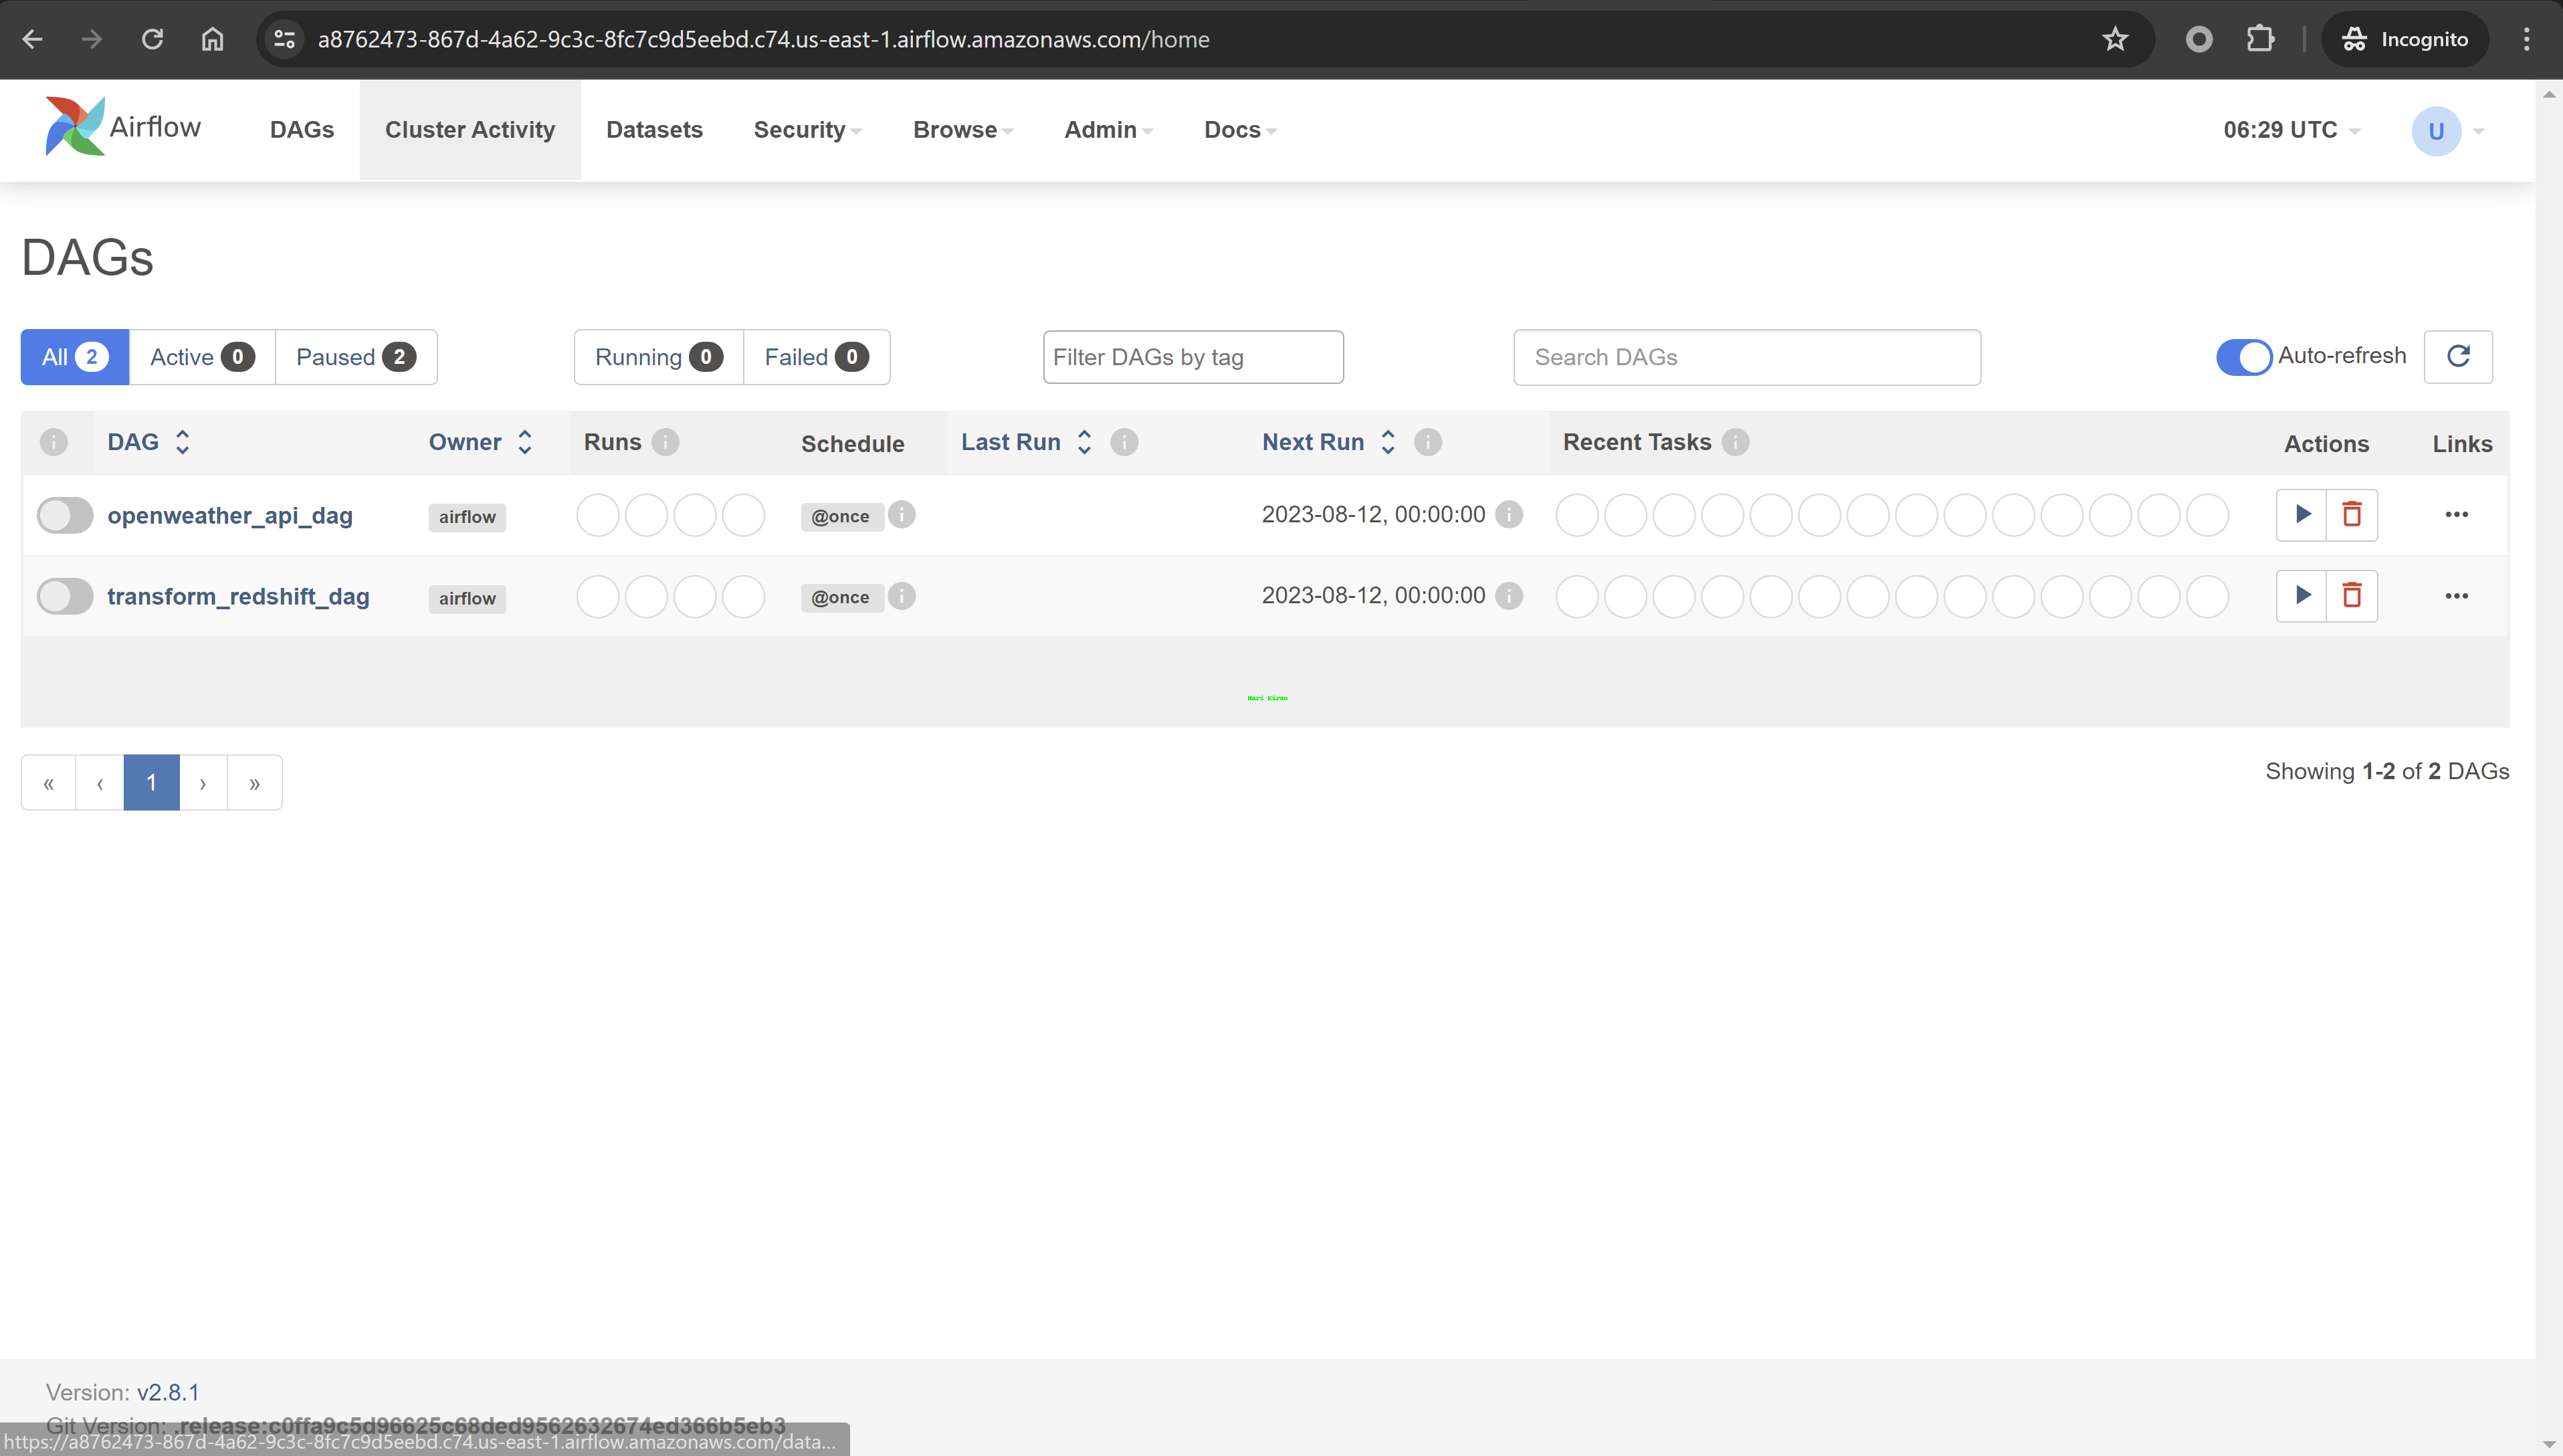 a8762473-867d-4a62-9c3c-8fc7c9d5eebd.c74.us-east-1.airflow.amazonaws.com/home
Incognito
Airflow DAGs Cluster Activity Datasets Security Browse Admin Docs 06:29 UTC U
DAGs
All 2 Active 0 Paused 2 Running 0 Failed 0 Filter DAGs by tag Search DAGs Auto-refresh
DAG Owner Runs Schedule Last Run Next Run Recent Tasks Actions Links
openweather_api_dag airflow @once 2023-08-12, 00:00:00
transform_redshift_dag airflow @once 2023-08-12, 00:00:00
Hari Kiran
« ‹ 1 › »
Showing 1-2 of 2 DAGs
Version: v2.8.1
Git Version: .release:c0ffa9c5d96625c68ded9562632674ed366b5eb3
https://a8762473-867d-4a62-9c3c-8fc7c9d5eebd.c74.us-east-1.airflow.amazonaws.com/data...